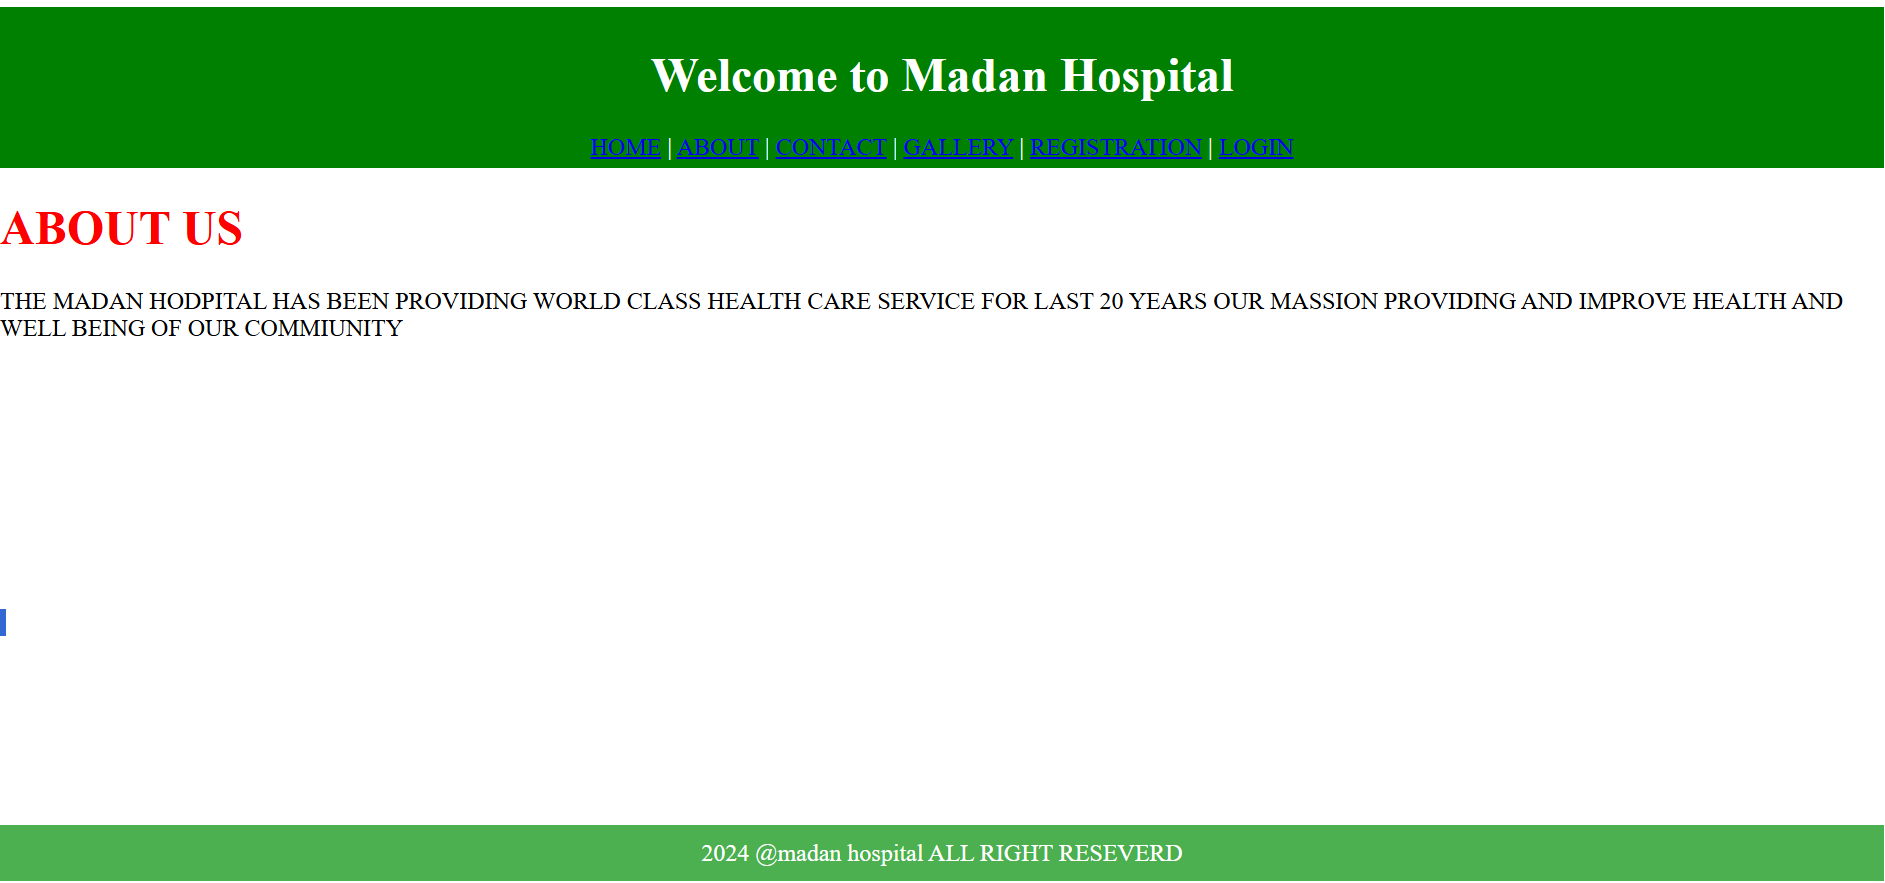 Welcome to Madan Hospital
HOME | ABOUT | CONTACT | GALLERY | REGISTRATION | LOGIN
ABOUT US
THE MADAN HODPITAL HAS BEEN PROVIDING WORLD CLASS HEALTH CARE SERVICE FOR LAST 20 YEARS OUR MASSION PROVIDING AND IMPROVE HEALTH AND
WELL BEING OF OUR COMMIUNITY
2024 @madan hospital ALL RIGHT RESEVERD